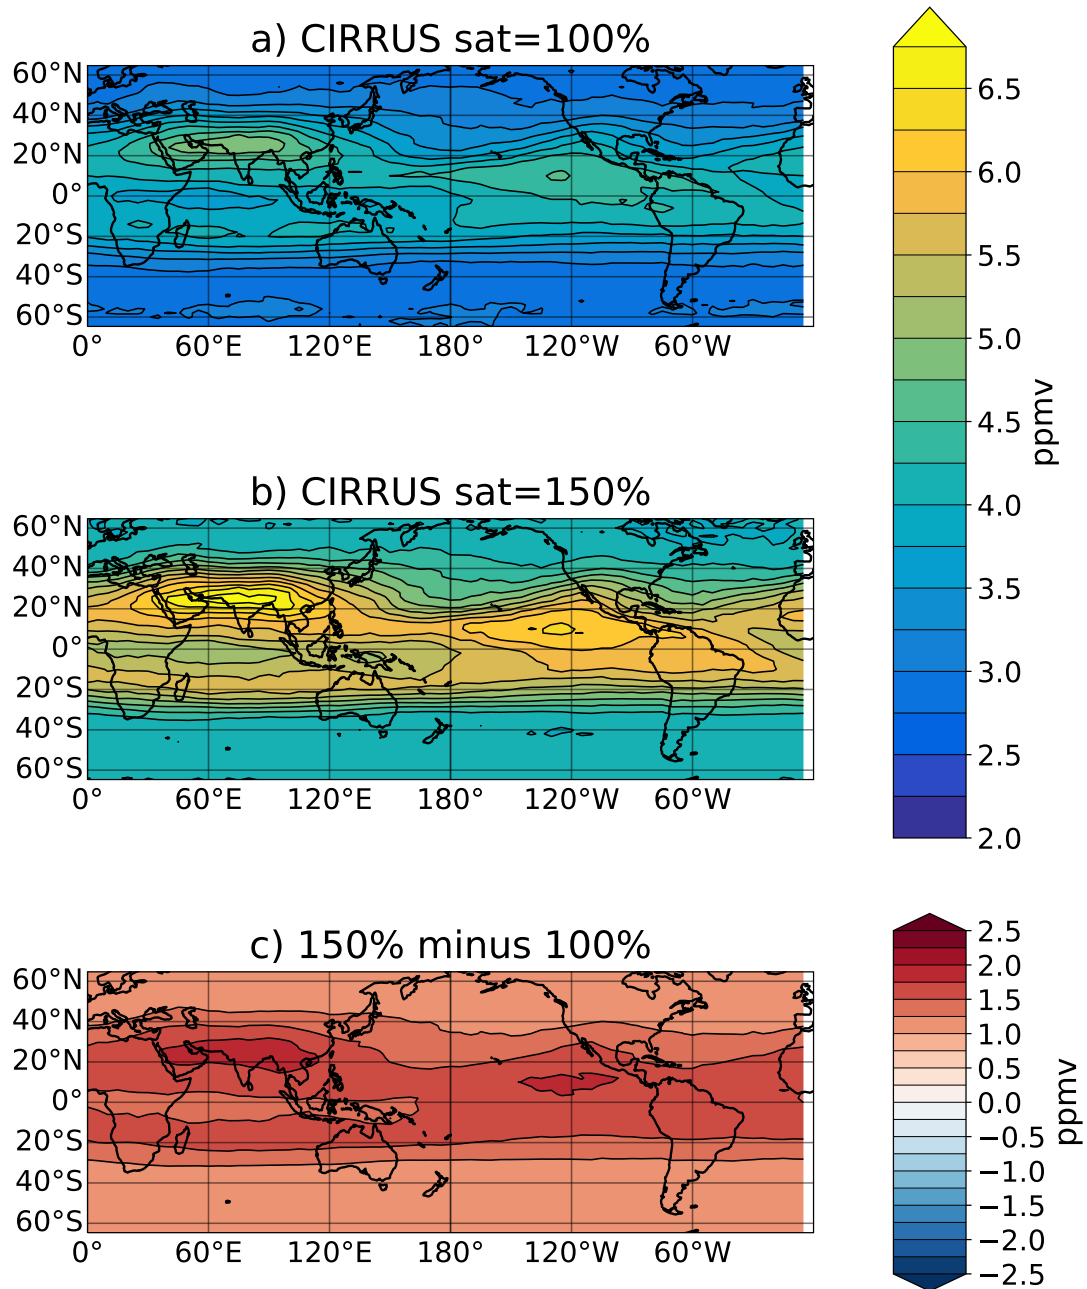 a) CIRRUS sat=100%
60°N
40°N
20°N
0°
20°S
40°S
60°S
0° 60°E 120°E 180° 120°W 60°W
6.5
6.0
5.5
5.0
4.5
4.0
3.5
3.0
2.5
2.0
ppmv
b) CIRRUS sat=150%
60°N
40°N
20°N
0°
20°S
40°S
60°S
0° 60°E 120°E 180° 120°W 60°W
c) 150% minus 100%
60°N
40°N
20°N
0°
20°S
40°S
60°S
0° 60°E 120°E 180° 120°W 60°W
2.5
2.0
1.5
1.0
0.5
0.0
−0.5
−1.0
−1.5
−2.0
−2.5
ppmv